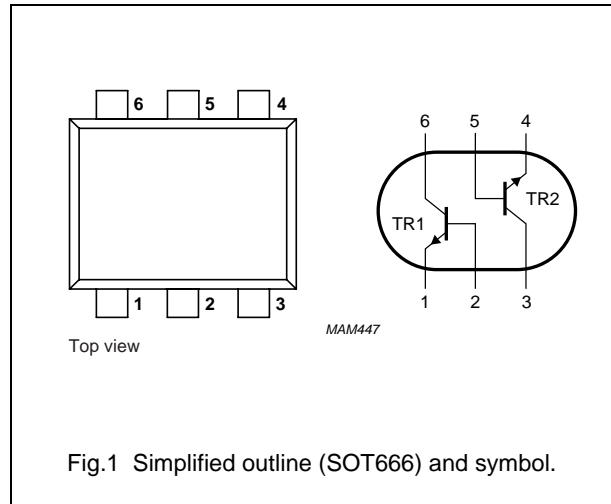 6 5 4
6 5 4
TR1 TR2
1 2 3
1 2 3
Top view
MAM447
Fig.1 Simplified outline (SOT666) and symbol.